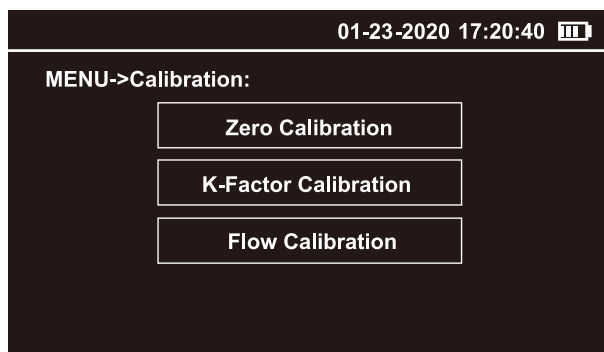 01-23-2020 17:20:40
MENU->Calibration:
Zero Calibration
K-Factor Calibration
Flow Calibration